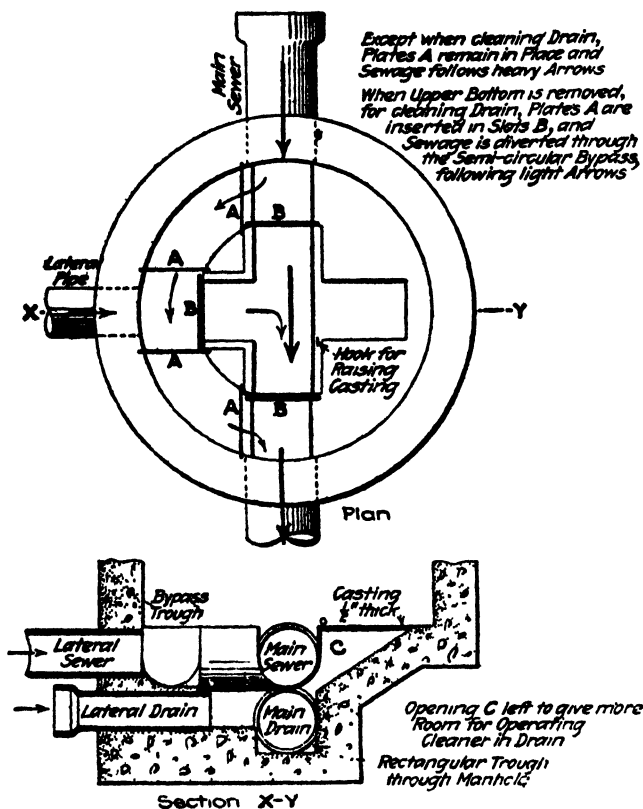 Main
Sewer
Except when cleaning Drain,
Plates A remain in Place and
Sewage follows heavy Arrows
When Upper Bottom is removed,
for cleaning Drain, Plates A are
inserted in Slots B, and
Sewage is diverted through
the Semi-circular Bypass,
following light Arrows
A
B
A
Lateral
Pipe
X
B
Y
A
Hook for
Raising
Casting
A
B
Plan
Bypass
Trough
Casting
½" thick
Lateral
Sewer
Main
Sewer
C
Lateral Drain
Main
Drain
Opening C left to give more
Room for Operating
Cleaner in Drain
Rectangular Trough
through Manhole
Section X-Y